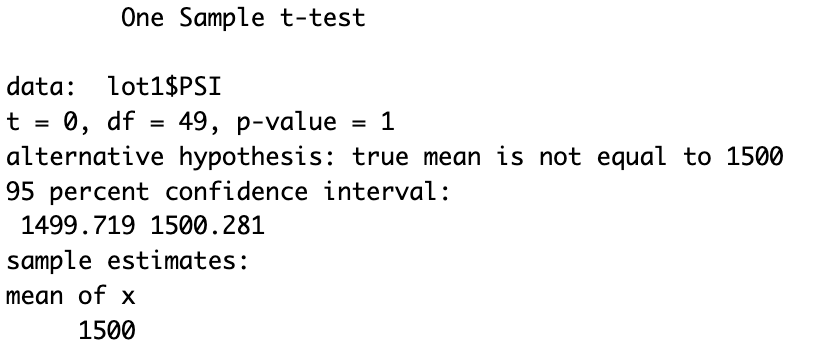 One Sample t-test
data:  lot1$PSI
t = 0, df = 49, p-value = 1
alternative hypothesis: true mean is not equal to 1500
95 percent confidence interval:
1499.719 1500.281
sample estimates:
mean of x
1500